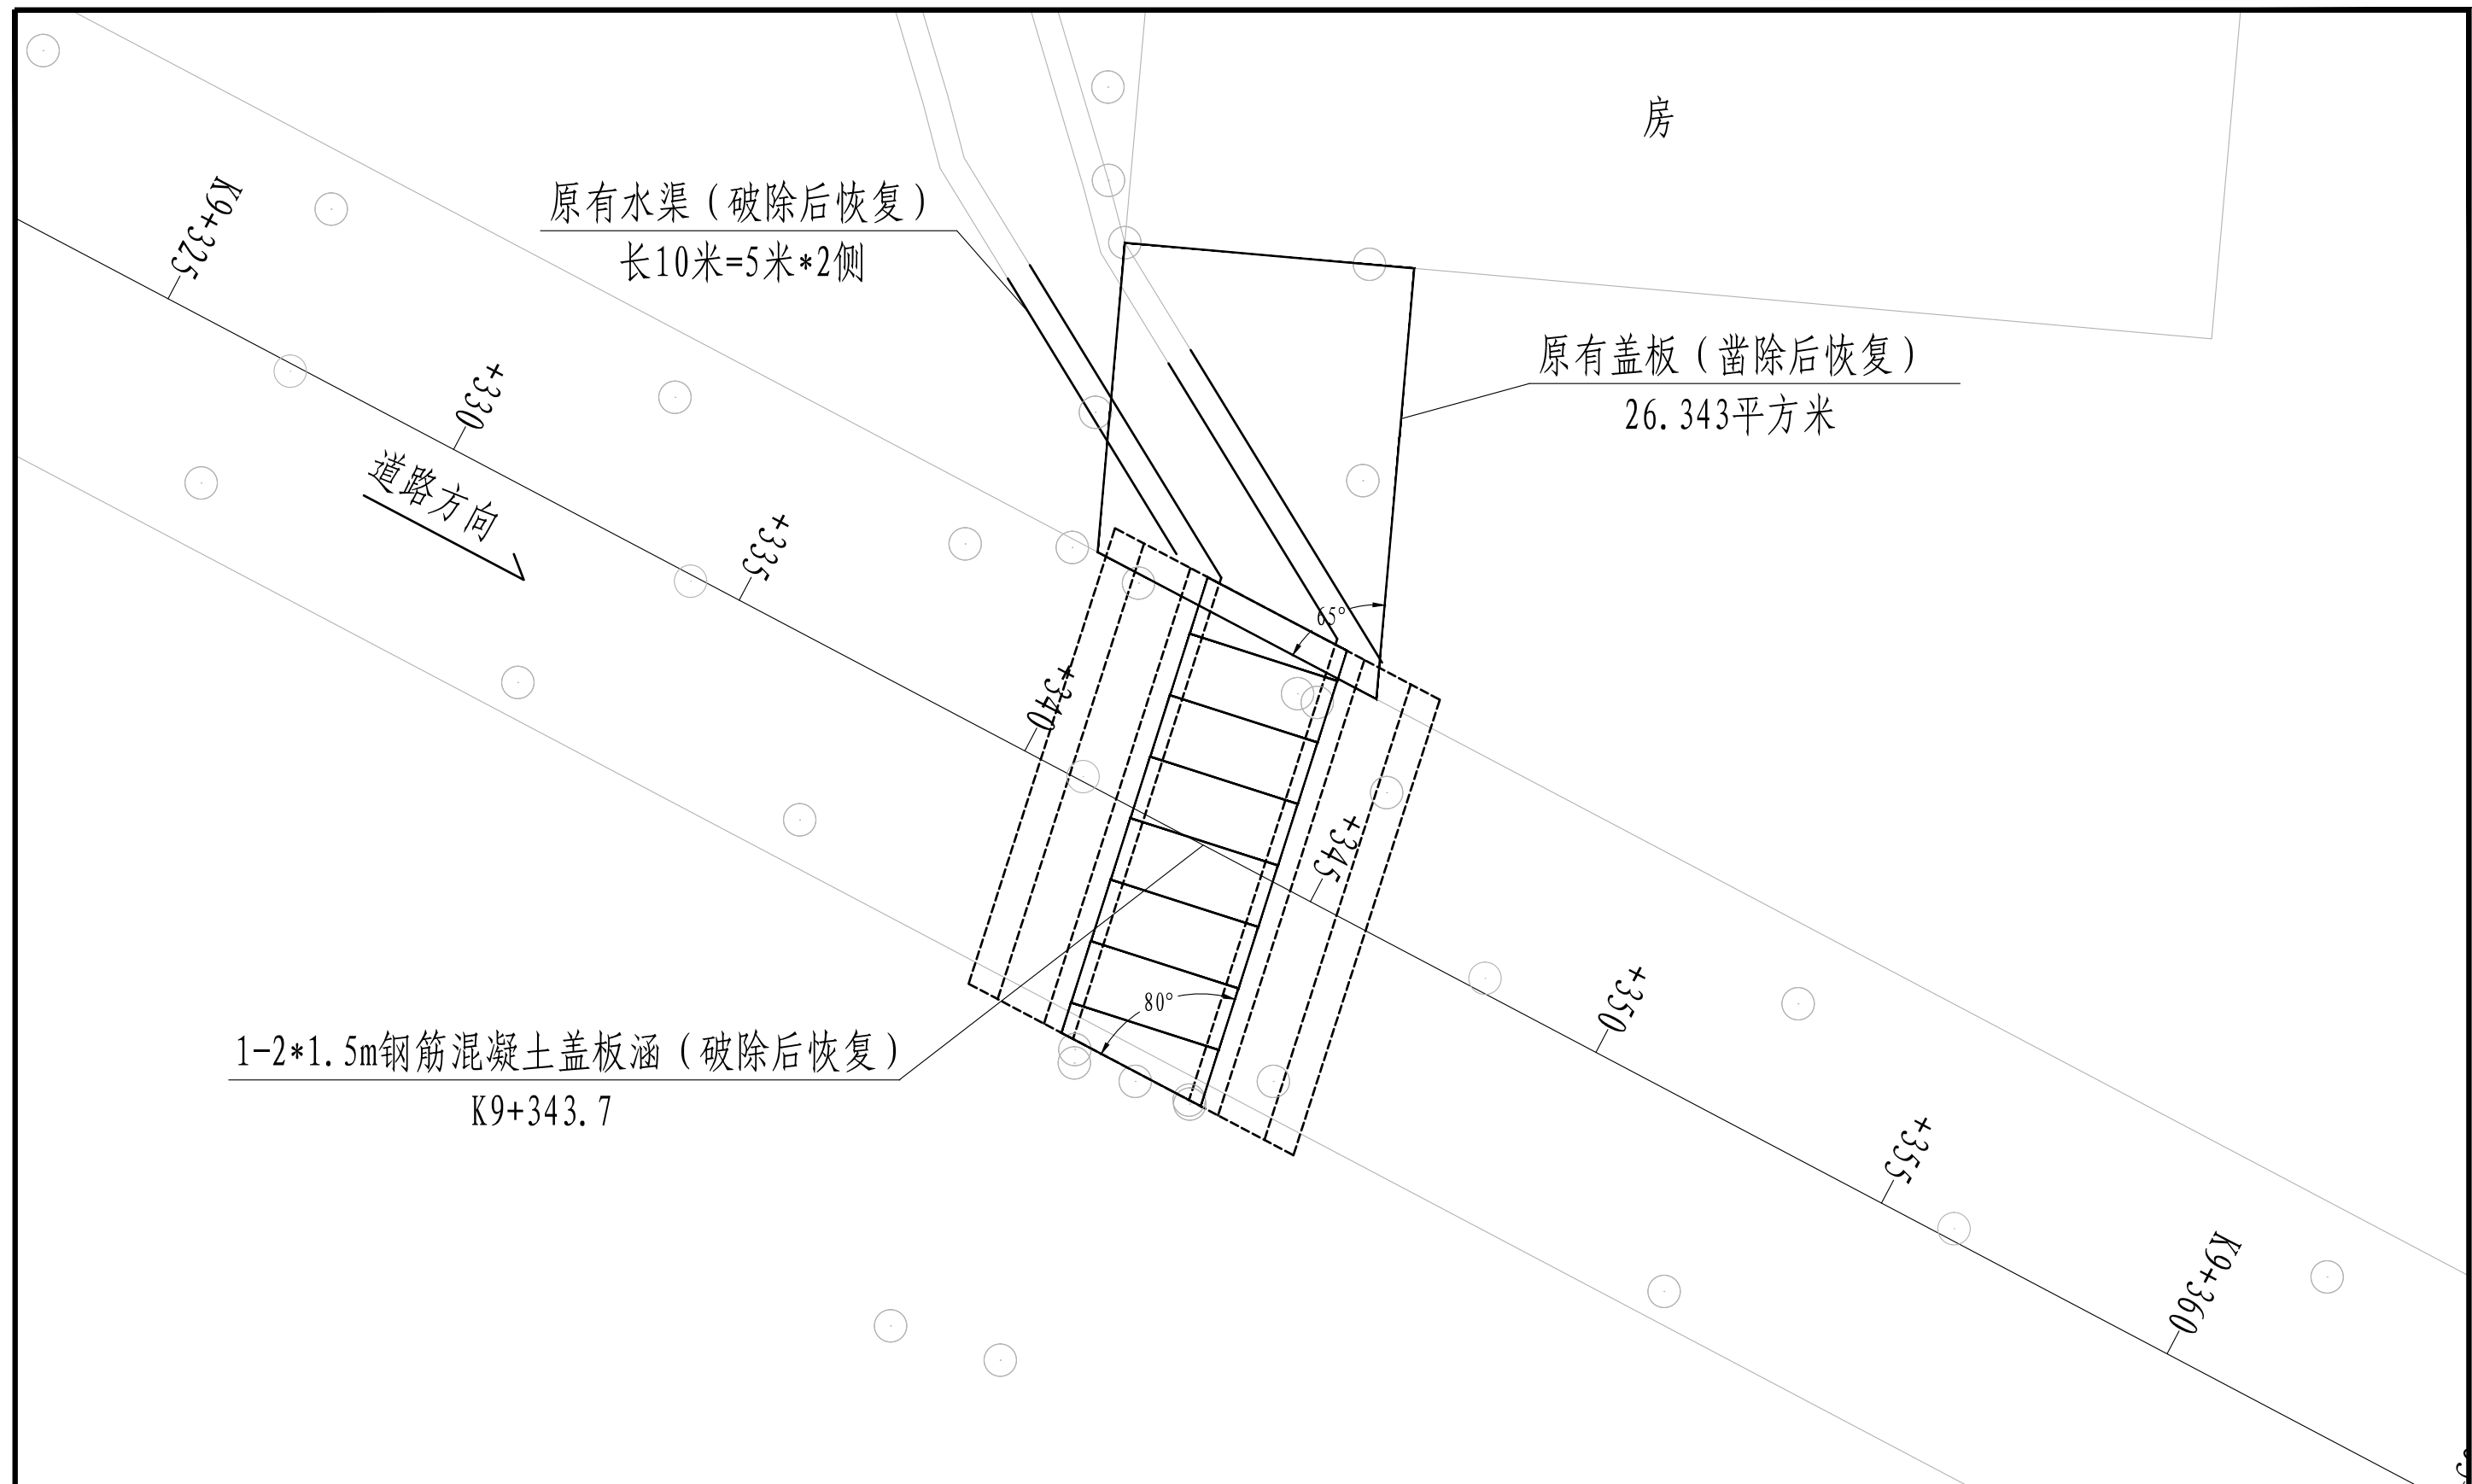 房
K9+325
原有水渠（破除后恢复）
长10米=5米*2侧
原有盖板（凿除后恢复）
26.343平方米
+330
道路方向
+335
65°
+340
+345
80°
+350
1-2*1.5m钢筋混凝土盖板涵（破除后恢复）
K9+343.7
+355
K9+360